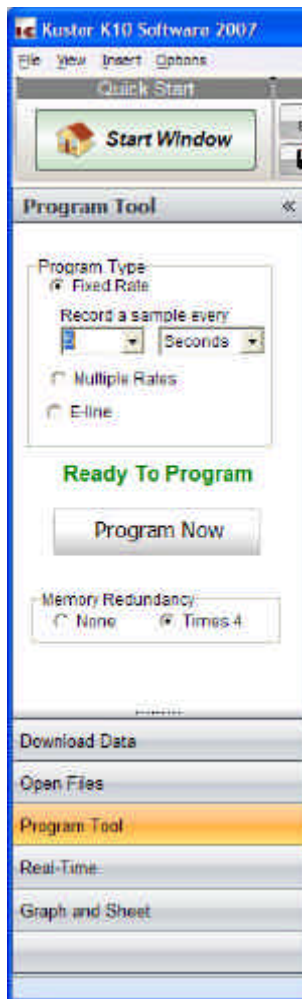 Kuster K10 Software 2007
File View Insert Options
Quick Start
Start Window
Program Tool «
Program Type
Fixed Rate
Record a sample every
Seconds
Multiple Rates
E-line
Ready To Program
Program Now
Memory Redundancy
None Times 4
Download Data
Open Files
Program Tool
Real-Time
Graph and Sheet